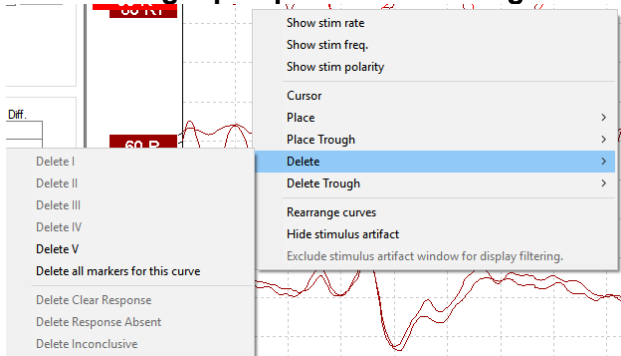 Show stim rate
Show stim freq.
Show stim polarity
Cursor
Place
Place Trough
Delete
Delete Trough
Rearrange curves
Hide stimulus artifact
Exclude stimulus artifact window for display filtering.
Diff.
Delete I
Delete II
Delete III
Delete IV
Delete V
Delete all markers for this curve
Delete Clear Response
Delete Response Absent
Delete Inconclusive